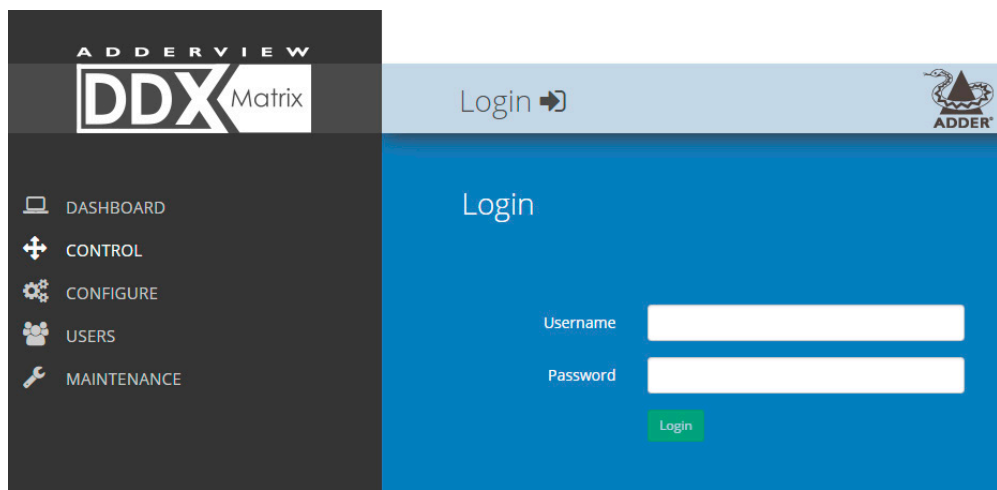 ADDERVIEW
DDX Matrix
DASHBOARD
CONTROL
CONFIGURE
USERS
MAINTENANCE
Login
ADDER®
Login
Username
Password
Login